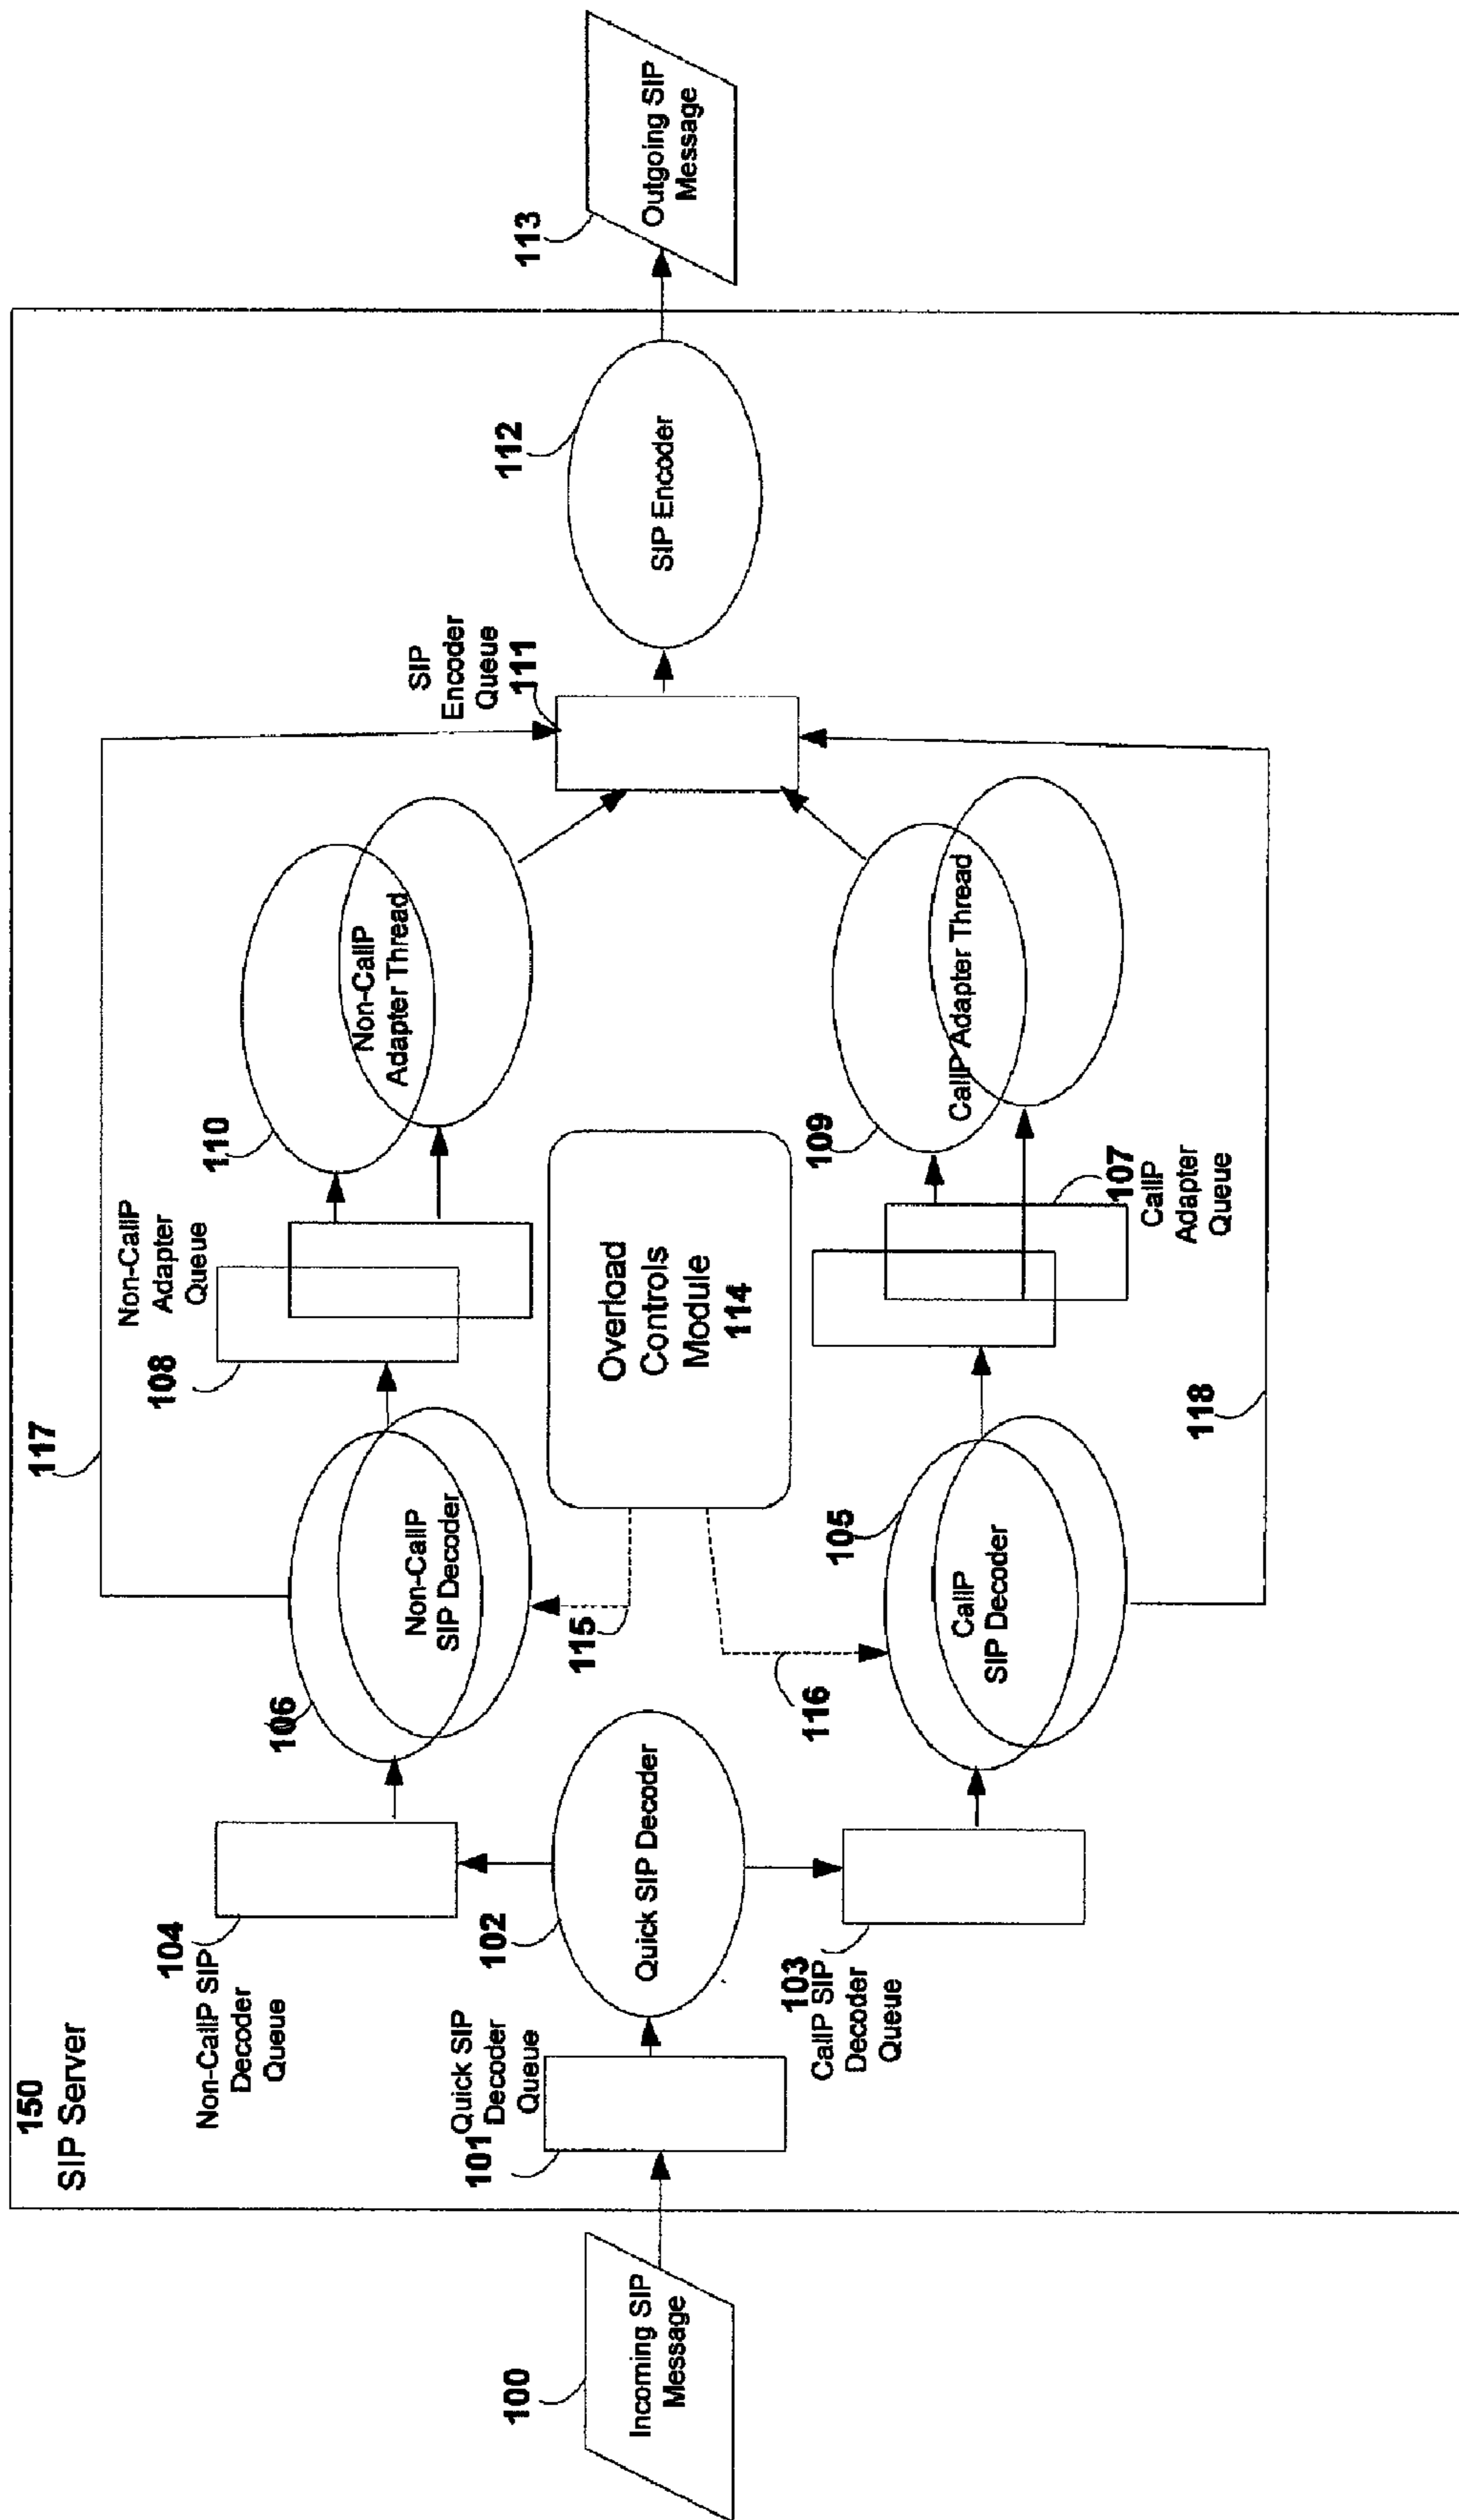 150
SIP Server
117
Non-CallP
Adapter
Queue
108
110
Non-CallP
Adapter Thread
104
Non-CallP SIP
Decoder
Queue
106
Non-CallP
SIP Decoder
SIP
Encoder
Queue
111
112
SIP Encoder
113
Outgoing SIP
Message
100
Incoming SIP
Message
101
Quick SIP
Decoder
Queue
102
Quick SIP Decoder
115
116
Overload
Controls
Module
114
103
CallP SIP
Decoder
Queue
105
CallP
SIP Decoder
107
CallP
Adapter
Queue
109
CallP Adapter Thread
118